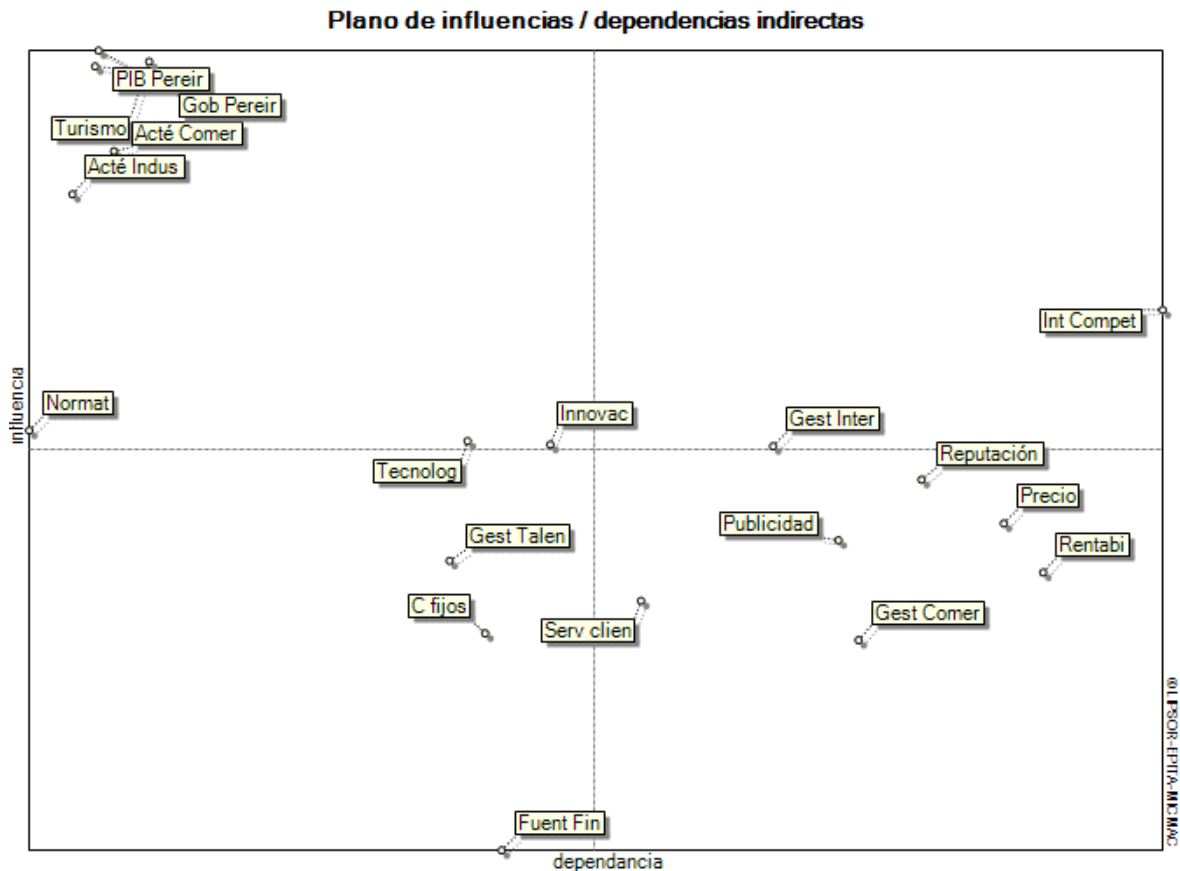 Plano de influencias / dependencias indirectas
PIB Pereir
Gob Pereir
Turismo
Acté Comer
Acté Indus
Int Compet
influencia
Normat
Innovac
Gest Inter
Tecnolog
Reputación
Precio
Publicidad
Gest Talen
Rentabi
C fijos
Serv clien
Gest Comer
Fuent Fin
dependancia
© LIPSOR-EPITA-MICMAC